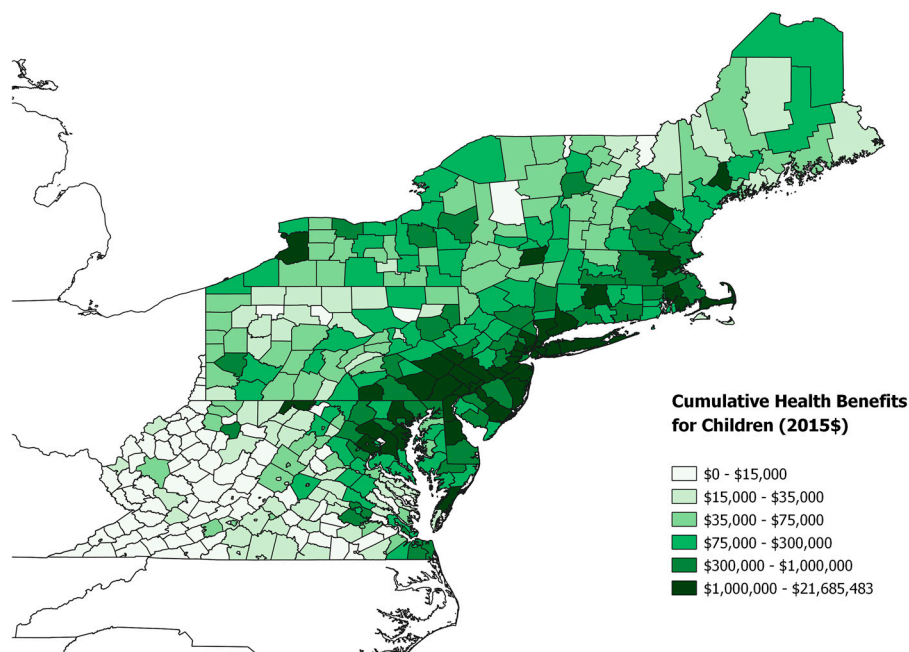 Cumulative Health Benefits
for Children (2015$)
$0 - $15,000
$15,000 - $35,000
$35,000 - $75,000
$75,000 - $300,000
$300,000 - $1,000,000
$1,000,000 - $21,685,483